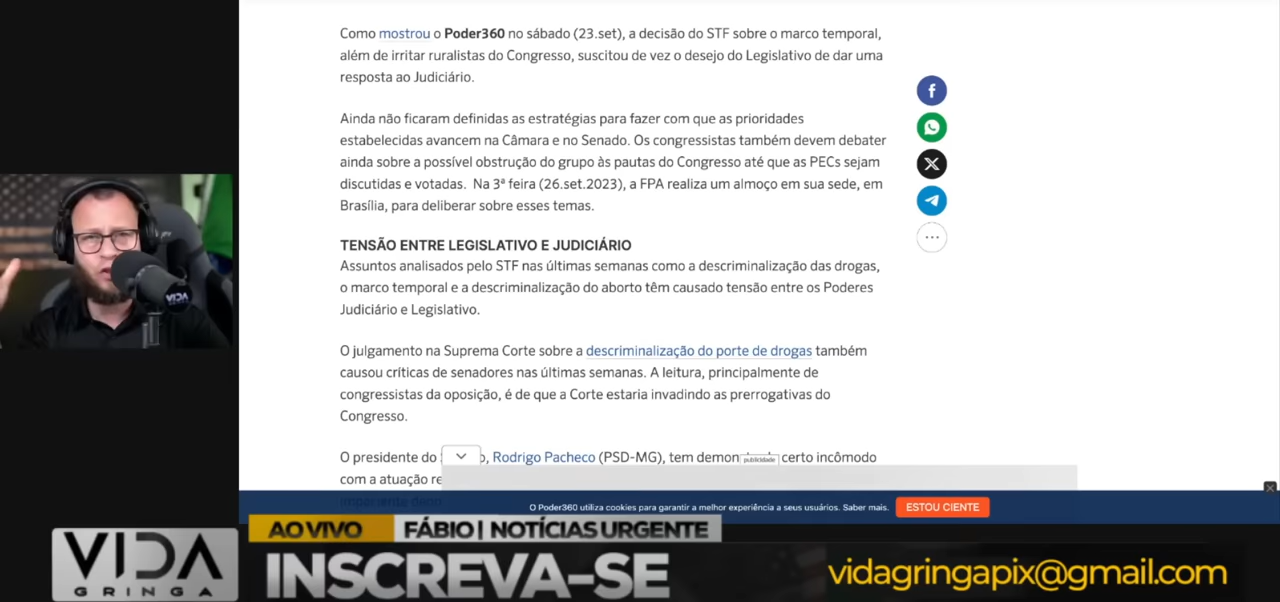 Como mostrou o Poder360 no sábado (23.set), a decisão do STF sobre o marco temporal,
além de irritar ruralistas do Congresso, suscitou de vez o desejo do Legislativo de dar uma
resposta ao Judiciário.
Ainda não ficaram definidas as estratégias para fazer com que as prioridades
estabelecidas avancem na Câmara e no Senado. Os congressistas também devem debater
ainda sobre a possível obstrução do grupo às pautas do Congresso até que as PECs sejam
discutidas e votadas. Na 3ª feira (26.set.2023), a FPA realiza um almoço em sua sede, em
Brasília, para deliberar sobre esses temas.
TENSÃO ENTRE LEGISLATIVO E JUDICIÁRIO
Assuntos analisados pelo STF nas últimas semanas como a descriminalização das drogas,
o marco temporal e a descriminalização do aborto têm causado tensão entre os Poderes
Judiciário e Legislativo.
O julgamento na Suprema Corte sobre a descriminalização do porte de drogas também
causou críticas de senadores nas últimas semanas. A leitura, principalmente de
congressistas da oposição, é de que a Corte estaria invadindo as prerrogativas do
Congresso.
O presidente do o, Rodrigo Pacheco (PSD-MG), tem demon certo incômodo
publicidade
com a atuação re
O Poder360 utiliza cookies para garantir a melhor experiência a seus usuários. Saber mais.
ESTOU CIENTE
VIDA
AO VIVO
FÁBIO | NOTÍCIAS URGENTE
VIDA
GRINGA
INSCREVA-SE
vidagringapix@gmail.com